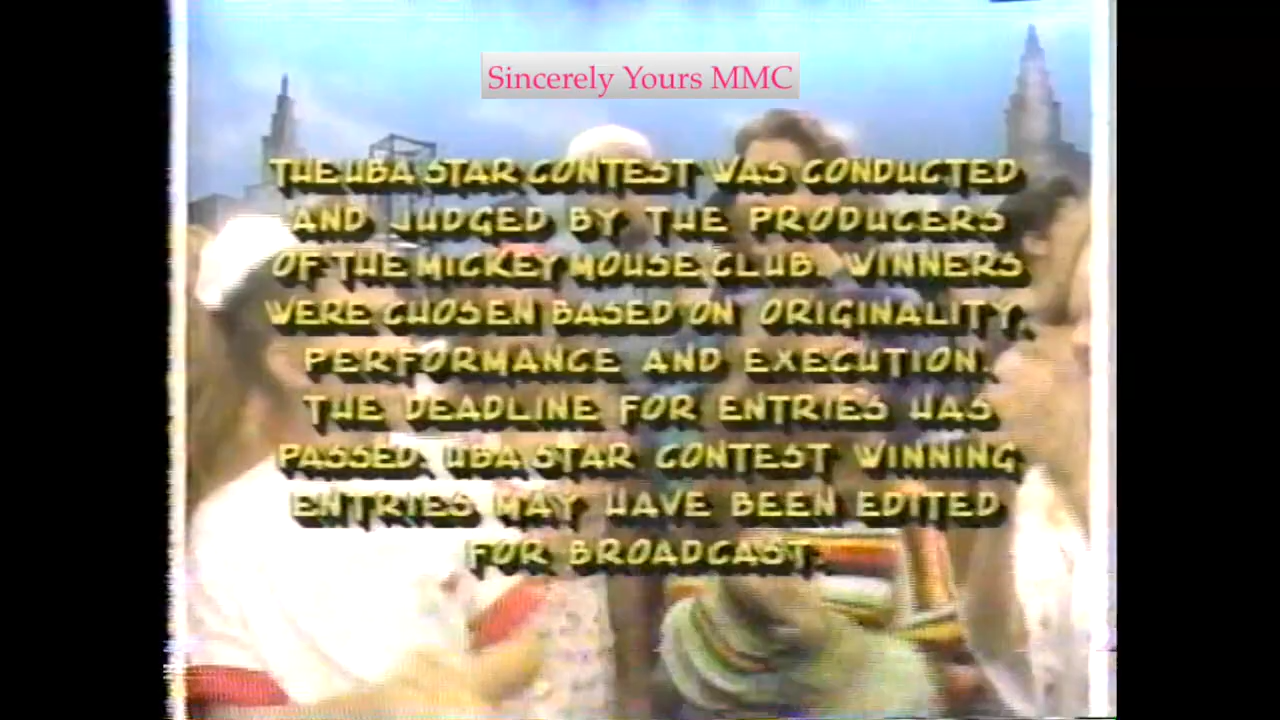 Sincerely Yours MMC
THE UBA STAR CONTEST WAS CONDUCTED
AND JUDGED BY THE PRODUCERS
OF THE MICKEY MOUSE CLUB. WINNERS
WERE CHOSEN BASED ON ORIGINALITY,
PERFORMANCE AND EXECUTION.
THE DEADLINE FOR ENTRIES HAS
PASSED. UBA STAR CONTEST WINNING
ENTRIES MAY HAVE BEEN EDITED
FOR BROADCAST.